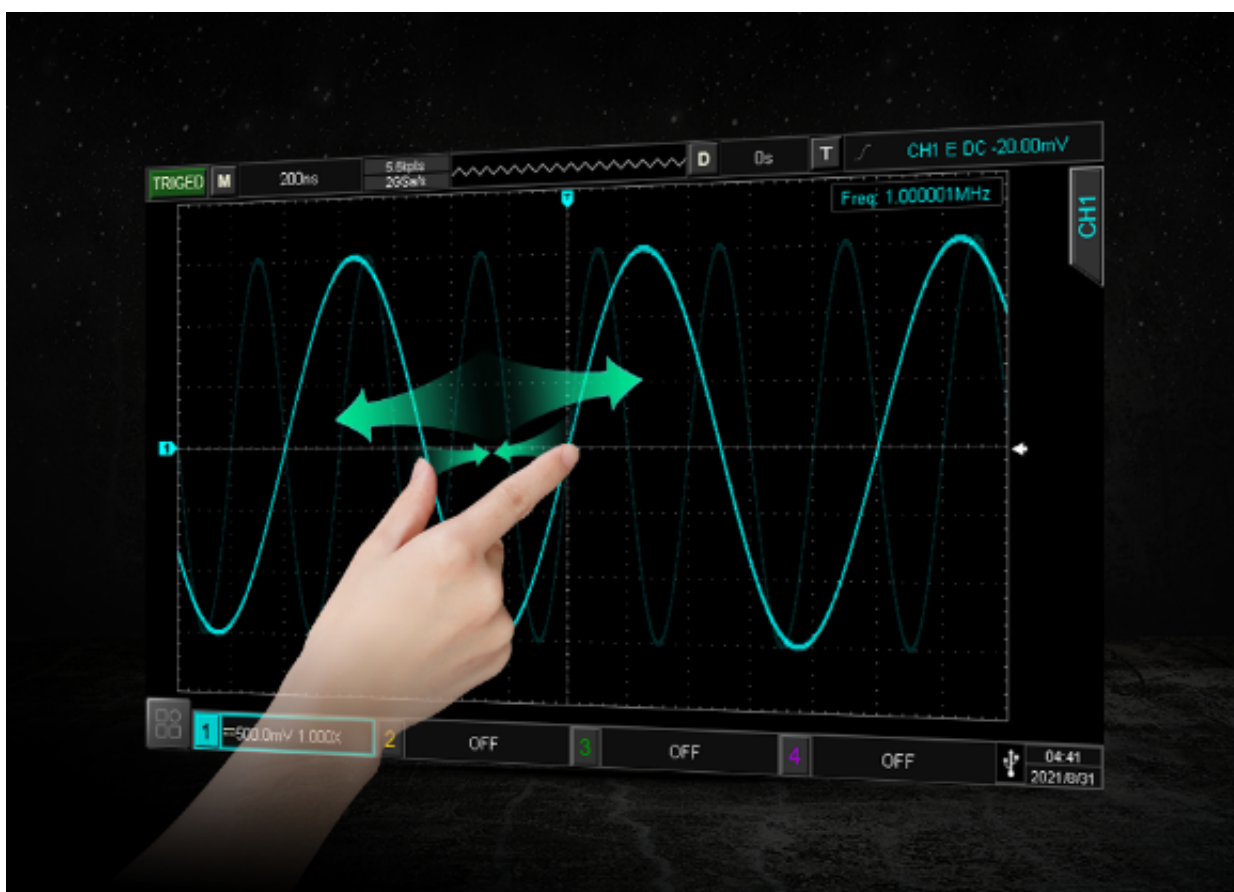 TRIGED M 200ns
5.6kpts
2GSa/s
D 0s T CH1 E DC -20.00mV
T
Freq: 1.000001MHz
CH1
1
1 500.0mV 1.000X 2 OFF 3 OFF 4 OFF
04:41
2021/8/31